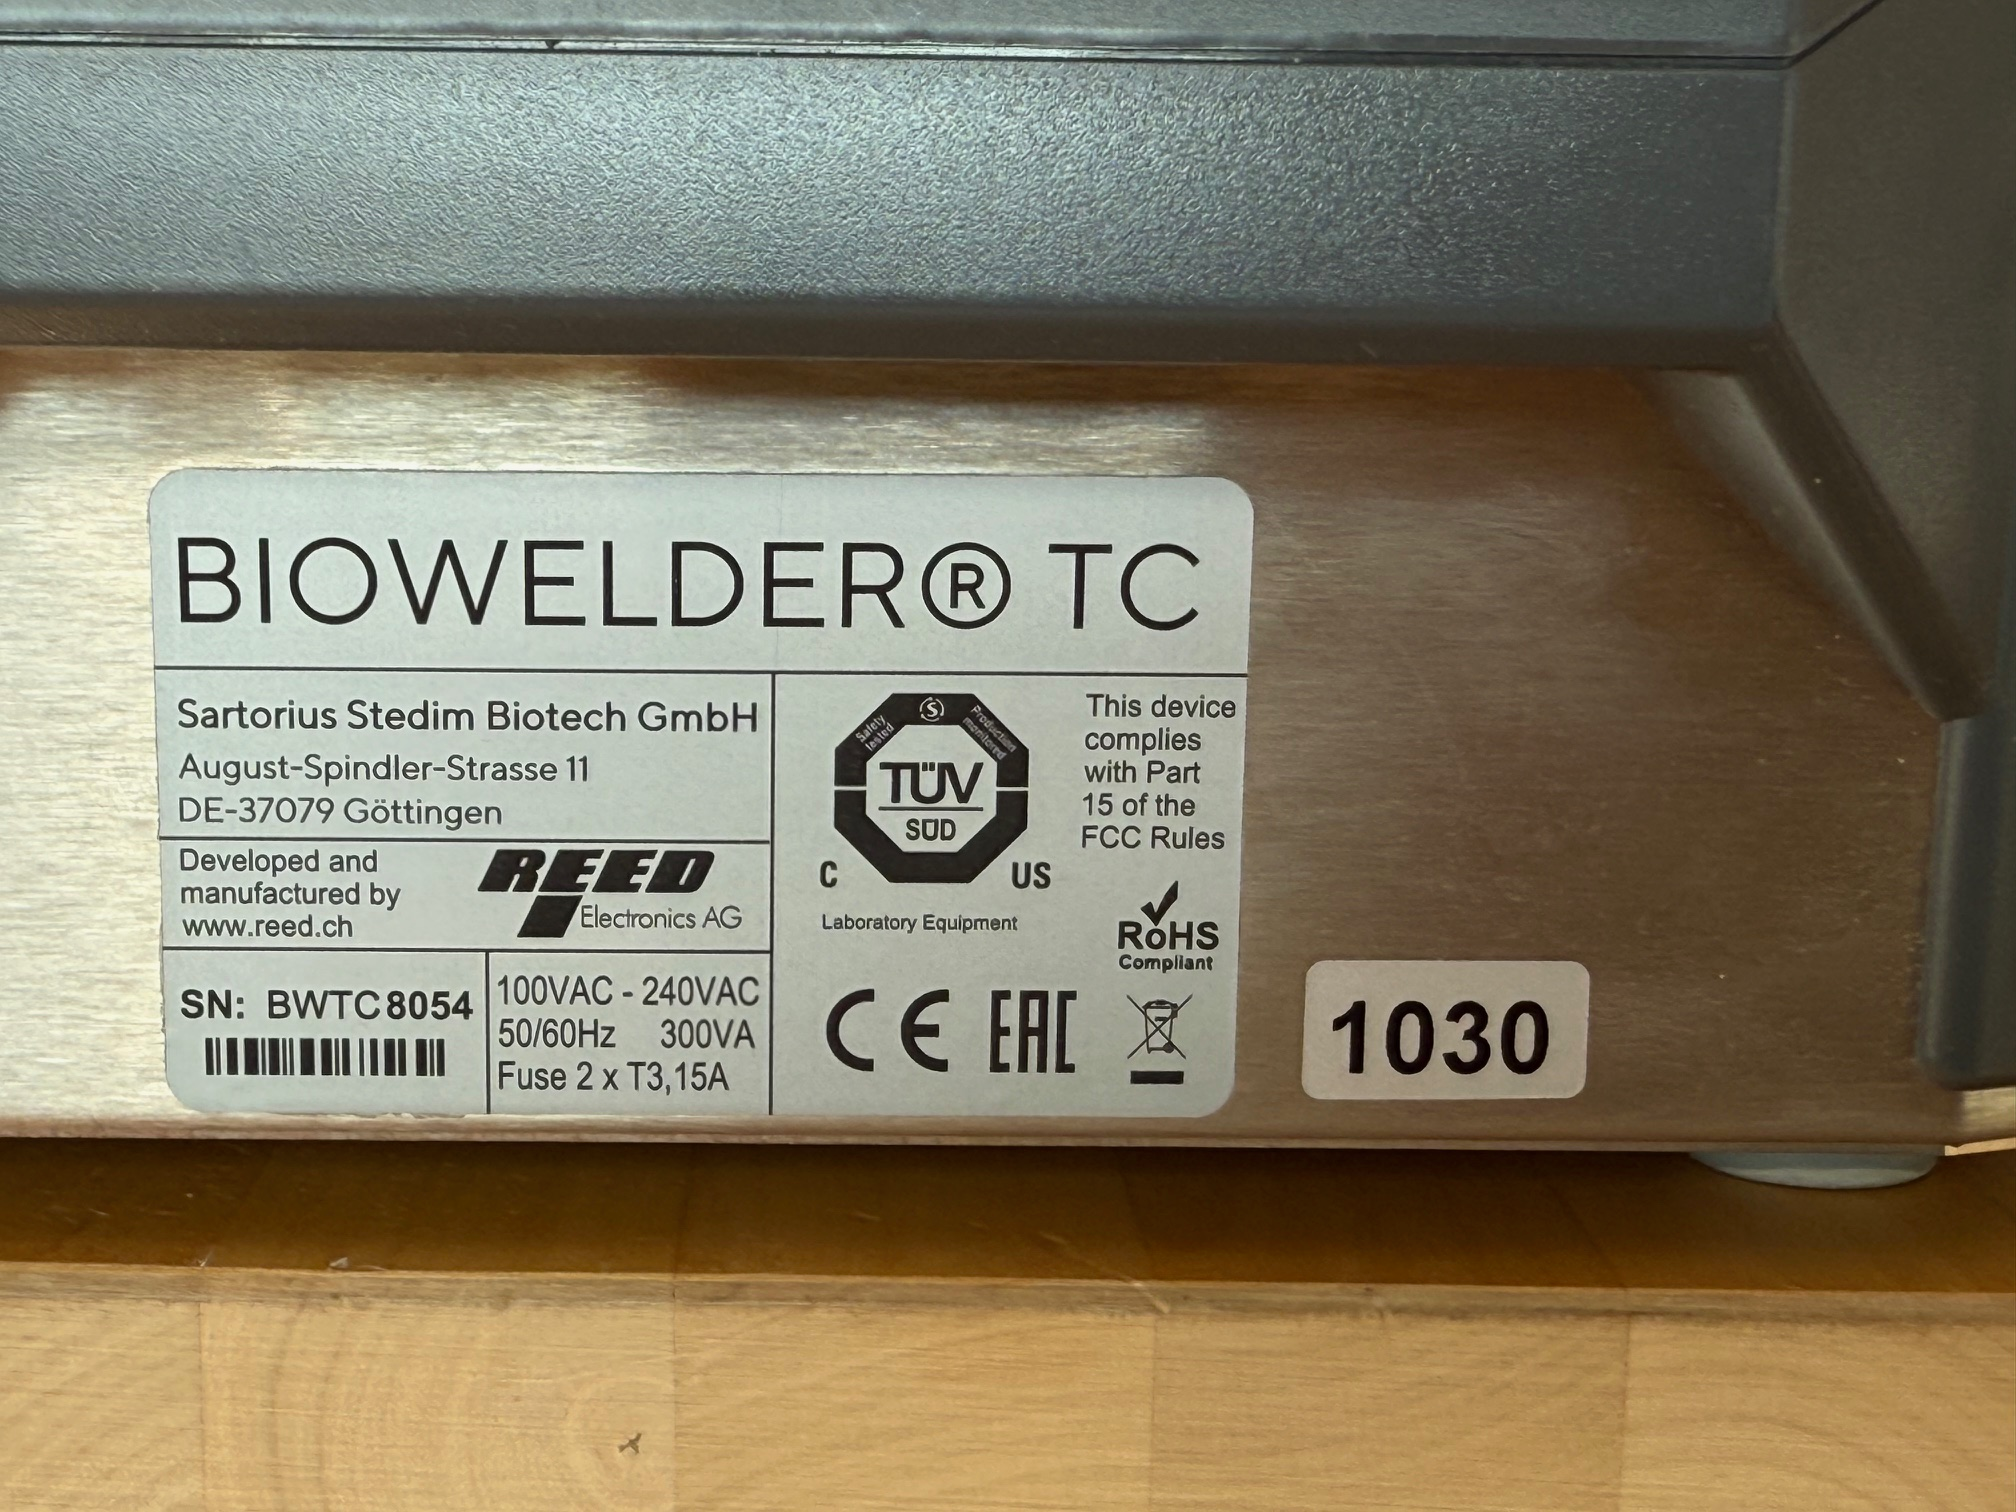 BIOWELDER® TC
Sartorius Stedim Biotech GmbH
August-Spindler-Strasse 11
DE-37079 Göttingen
Developed and
manufactured by
www.reed.ch
REED
Electronics AG
SN: BWTC8054
100VAC - 240VAC
50/60Hz 300VA
Fuse 2 x T3,15A
Safety
tested
S
Production
monitored
TÜV
SÜD
C US
Laboratory Equipment
This device
complies
with Part
15 of the
FCC Rules
RoHS
Compliant
CE EAC
1030